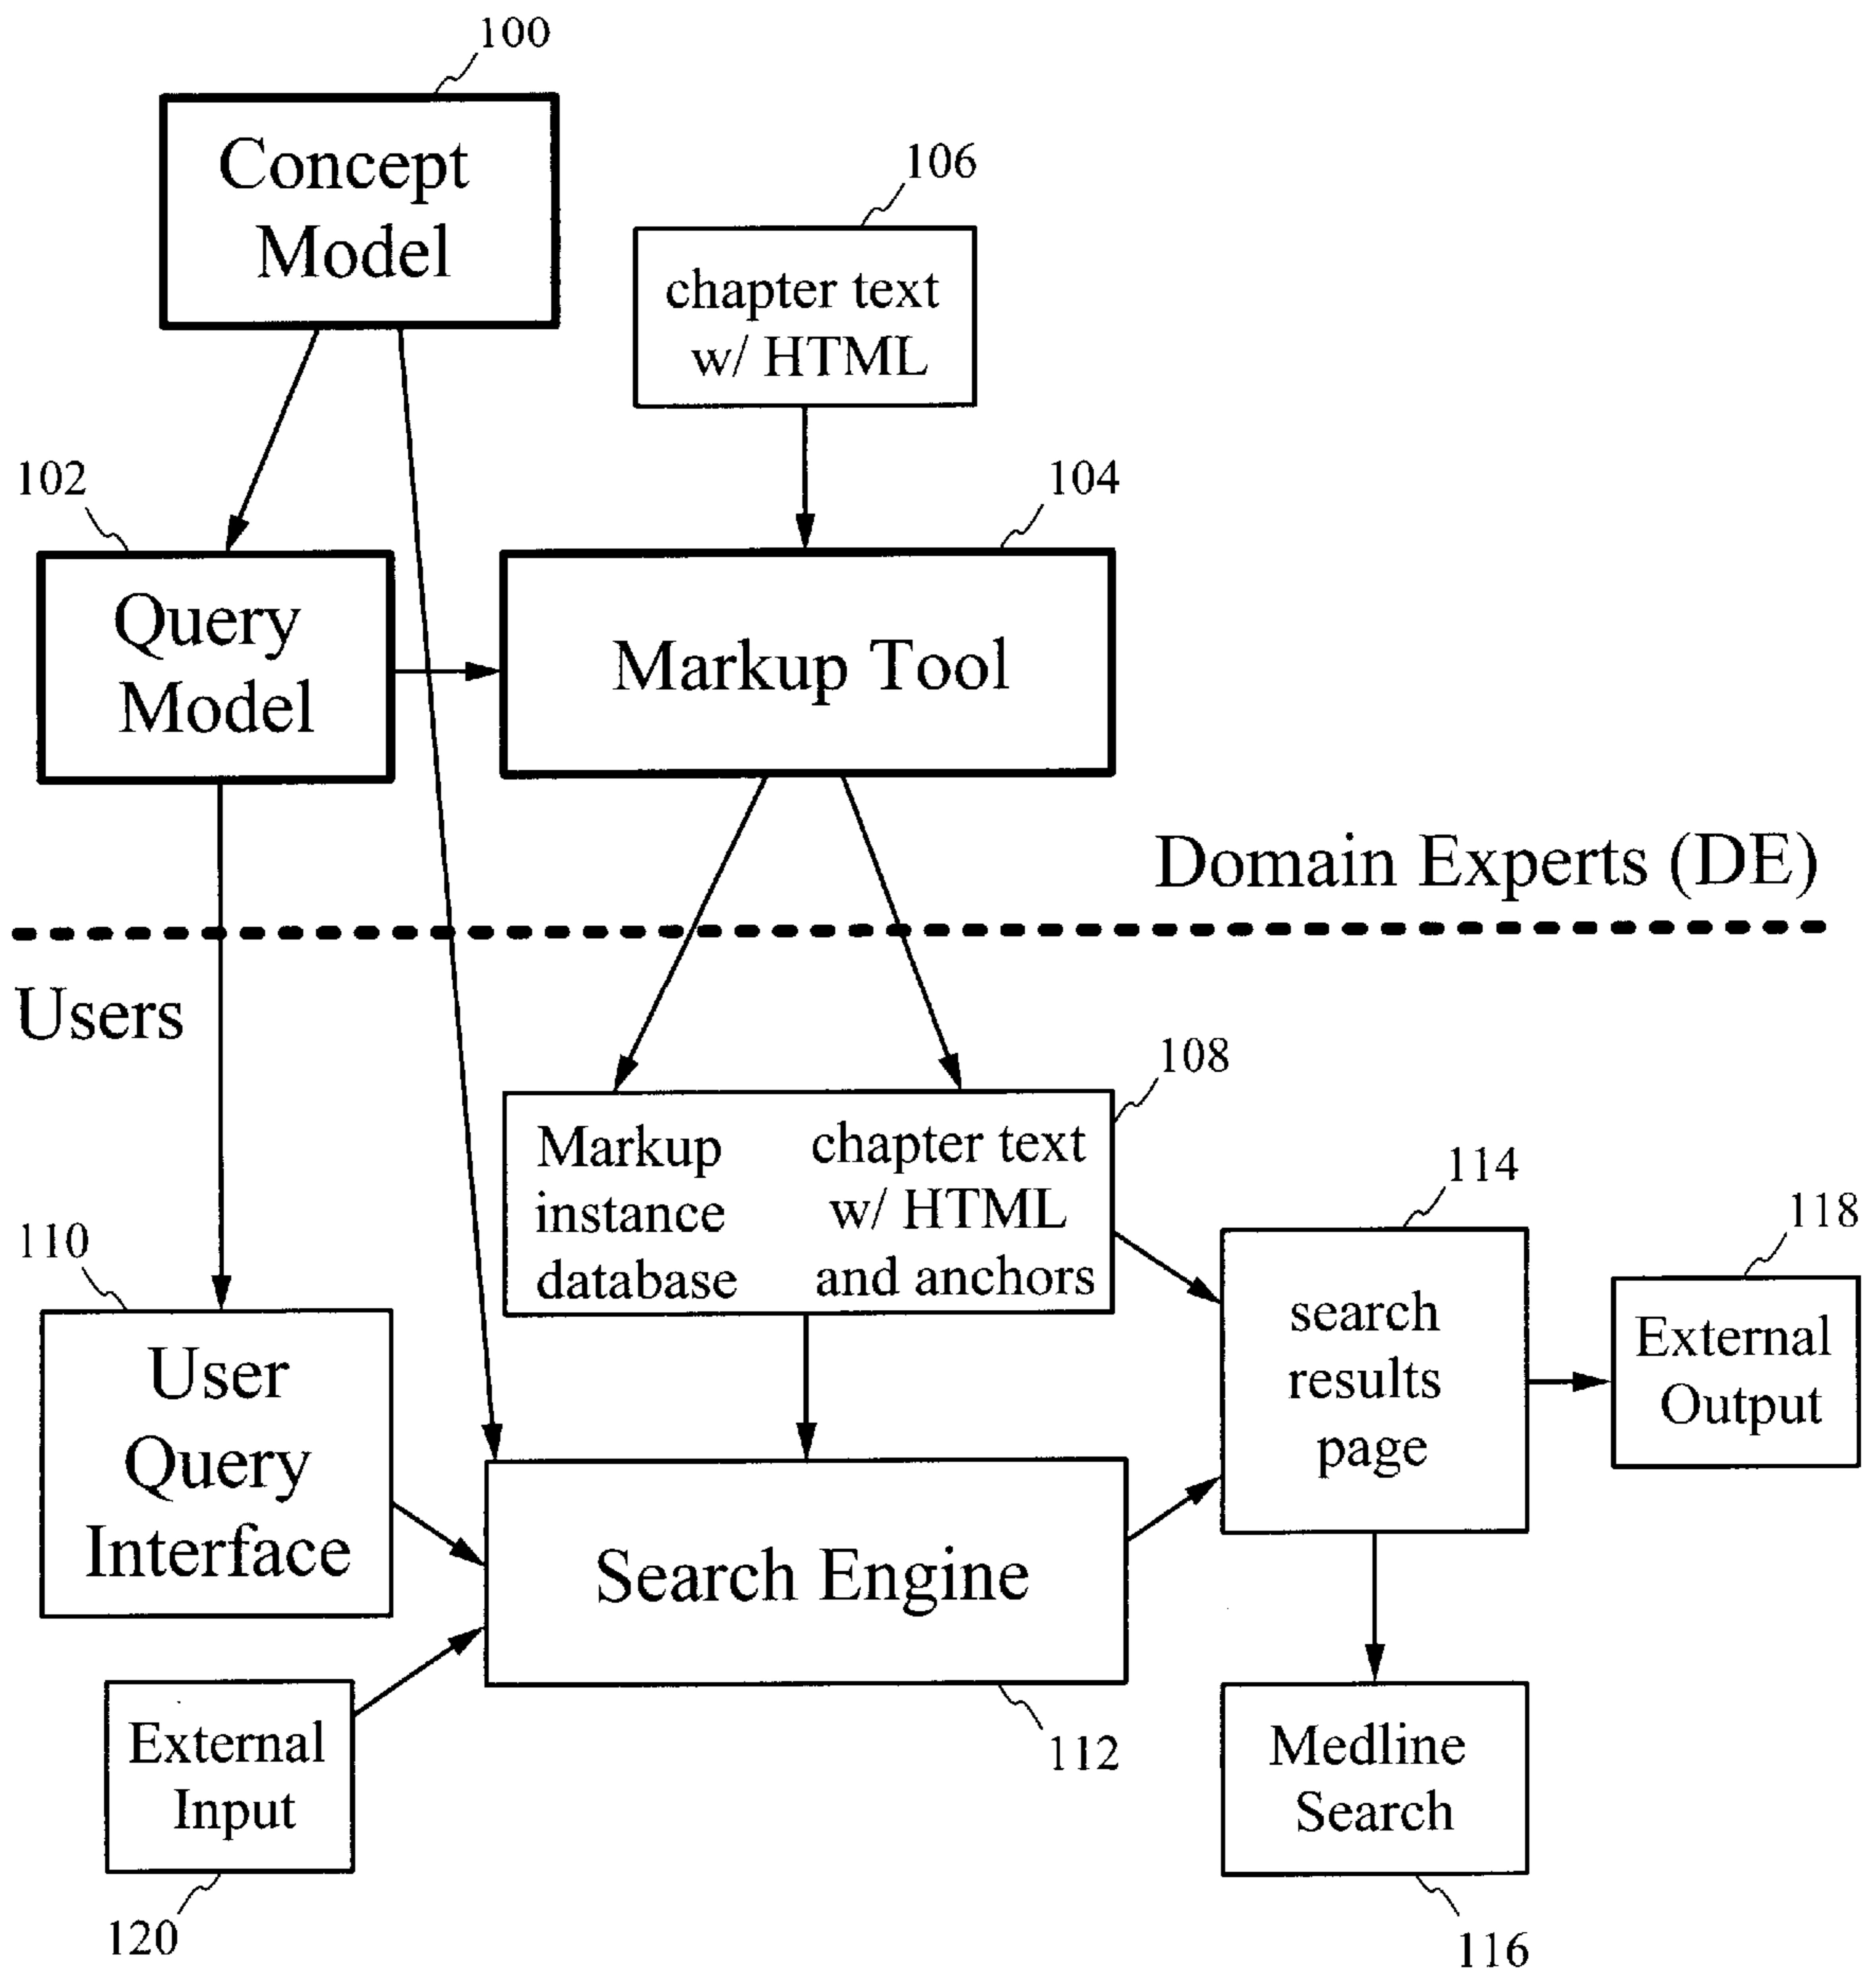 100
Concept
Model
106
chapter text
w/ HTML
102
104
Query
Model
Markup Tool
Domain Experts (DE)
Users
108
Markup
instance
database
chapter text
w/ HTML
and anchors
114
118
110
User
Query
Interface
search
results
page
External
Output
Search Engine
112
External
Input
120
Medline
Search
116